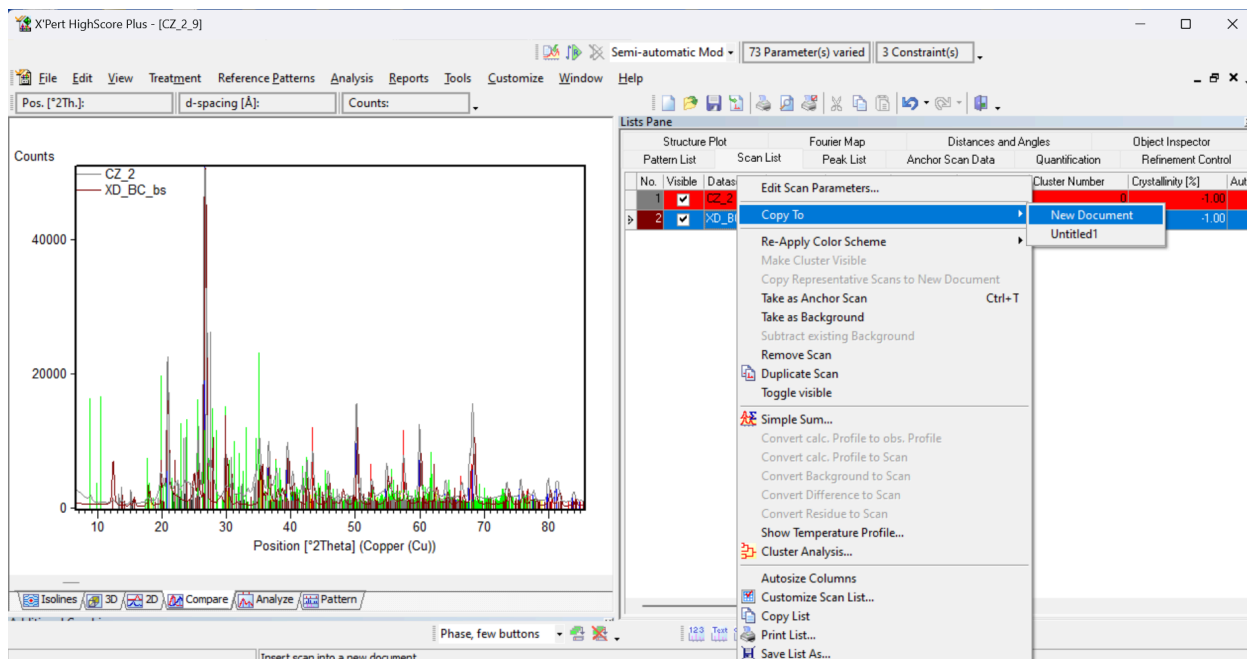 X'Pert HighScore Plus - [CZ_2_9]
Semi-automatic Mod 73 Parameter(s) varied 3 Constraint(s)
File Edit View Treatment Reference Patterns Analysis Reports Tools Customize Window Help
Pos. [°2Th.]: d-spacing [Å]: Counts:
Lists Pane
Structure Plot Fourier Map Distances and Angles Object Inspector
Pattern List Scan List Peak List Anchor Scan Data Quantification Refinement Control
No. Visible Datas Cluster Number Crystallinity [%] Aut
1 CZ_2 0 -1.00
2 XD_B -1.00
Counts
CZ_2
XD_BC_bs
40000
20000
0
10 20 30 40 50 60 70 80
Position [°2Theta] (Copper (Cu))
Edit Scan Parameters...
Copy To
New Document
Untitled1
Re-Apply Color Scheme
Make Cluster Visible
Copy Representative Scans to New Document
Take as Anchor Scan Ctrl+T
Take as Background
Subtract existing Background
Remove Scan
Duplicate Scan
Toggle visible
Simple Sum...
Convert calc. Profile to obs. Profile
Convert calc. Profile to Scan
Convert Background to Scan
Convert Difference to Scan
Convert Residue to Scan
Show Temperature Profile...
Cluster Analysis...
Autosize Columns
Customize Scan List...
Copy List
Print List...
Save List As...
Isolines 3D 2D Compare Analyze Pattern
Phase, few buttons
123 Text
Insert scan into a new document